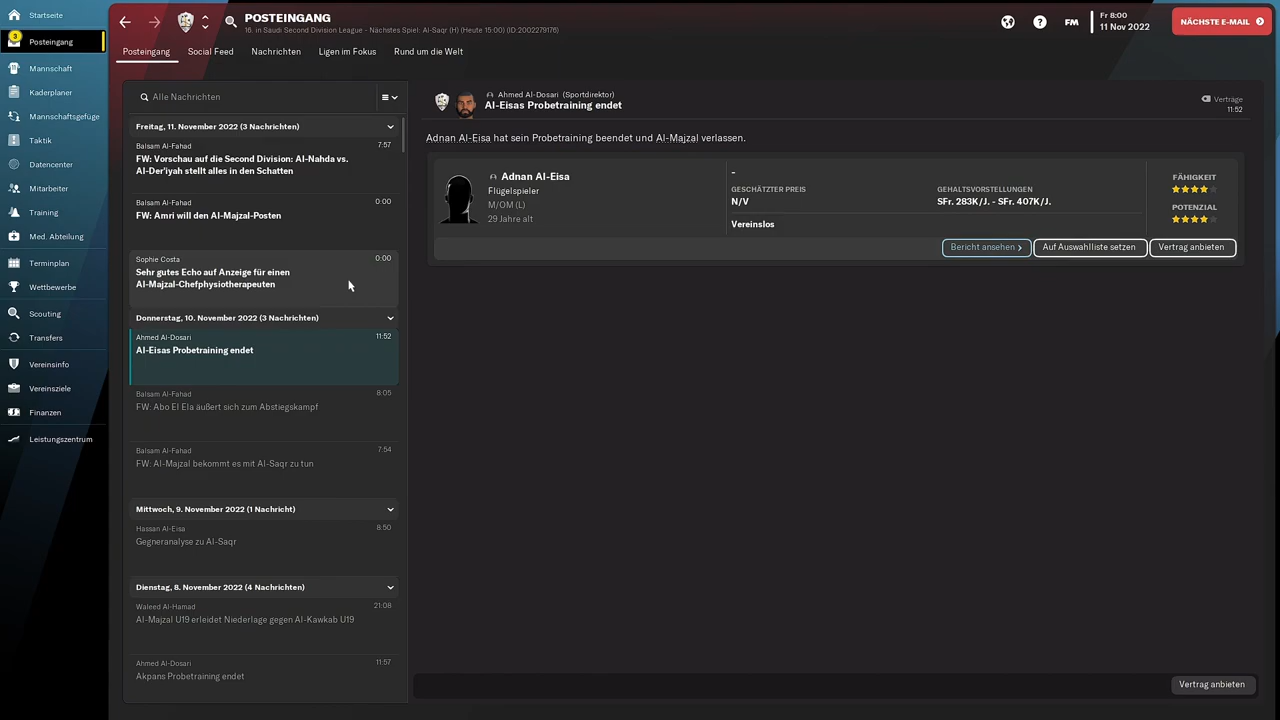 Startseite
3
Posteingang
Mannschaft
Kaderplaner
Mannschaftsgefüge
Taktik
Datencenter
Mitarbeiter
Training
Med. Abteilung
Terminplan
Wettbewerbe
Scouting
Transfers
Vereinsinfo
Vereinsziele
Finanzen
Leistungszentrum
POSTEINGANG
16. in Saudi Second Division League - Nächstes Spiel: Al-Saqr (H) (Heute 15:00) (ID:2002279176)
FM
Fr 8:00
11 Nov 2022
NÄCHSTE E-MAIL
Posteingang Social Feed Nachrichten Ligen im Fokus Rund um die Welt
Alle Nachrichten
Freitag, 11. November 2022 (3 Nachrichten)
Balsam Al-Fahad 7:57
FW: Vorschau auf die Second Division: Al-Nahda vs.
Al-Der'iyah stellt alles in den Schatten
Balsam Al-Fahad 0:00
FW: Amri will den Al-Majzal-Posten
Sophie Costa 0:00
Sehr gutes Echo auf Anzeige für einen
Al-Majzal-Chefphysiotherapeuten
Donnerstag, 10. November 2022 (3 Nachrichten)
Ahmed Al-Dosari 11:52
Al-Eisas Probetraining endet
Balsam Al-Fahad 8:05
FW: Abo El Ela äußert sich zum Abstiegskampf
Balsam Al-Fahad 7:54
FW: Al-Majzal bekommt es mit Al-Saqr zu tun
Mittwoch, 9. November 2022 (1 Nachricht)
Hassan Al-Eisa 8:50
Gegneranalyse zu Al-Saqr
Dienstag, 8. November 2022 (4 Nachrichten)
Waleed Al-Hamad 21:08
Al-Majzal U19 erleidet Niederlage gegen Al-Kawkab U19
Ahmed Al-Dosari 11:57
Akpans Probetraining endet
Ahmed Al-Dosari (Sportdirektor)
Al-Eisas Probetraining endet
Verträge
11:52
Adnan Al-Eisa hat sein Probetraining beendet und Al-Majzal verlassen.
Adnan Al-Eisa
Flügelspieler
M/OM (L)
29 Jahre alt
-
GESCHÄTZTER PREIS
N/V
GEHALTSVORSTELLUNGEN
SFr. 283K/J. - SFr. 407K/J.
Vereinslos
FÄHIGKEIT
POTENZIAL
Bericht ansehen >
Auf Auswahlliste setzen
Vertrag anbieten
Vertrag anbieten